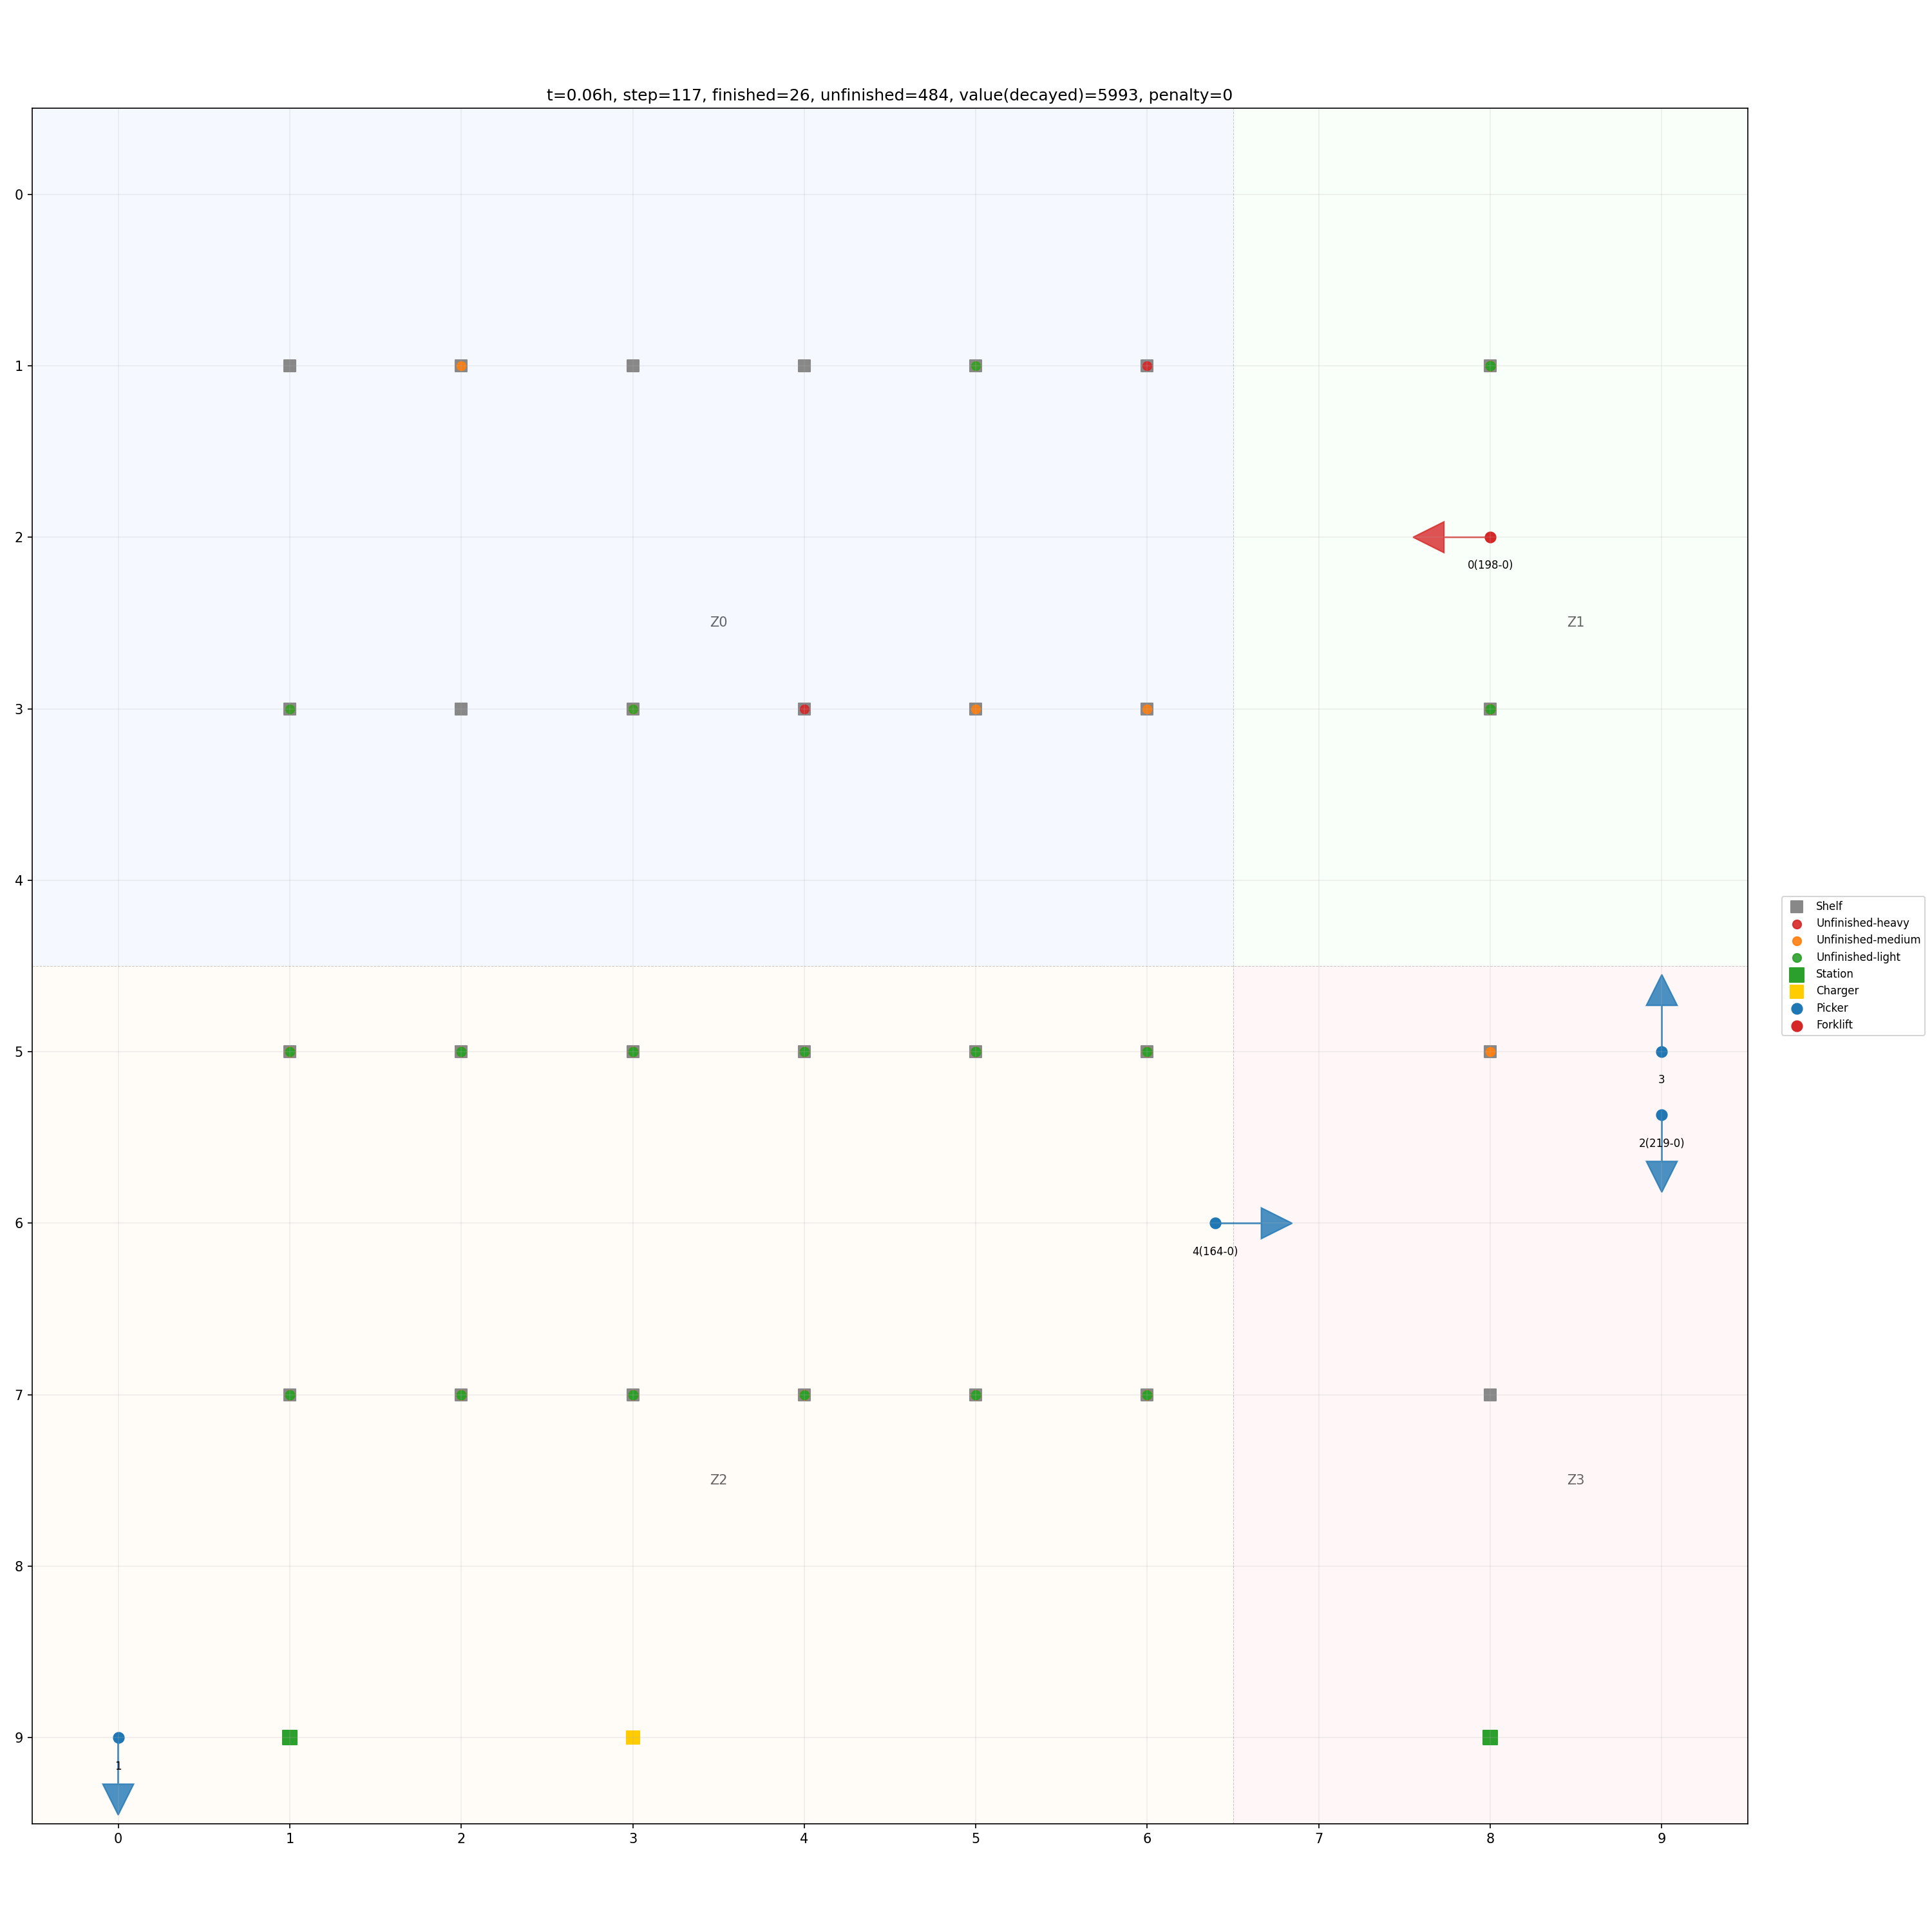 t=0.06h, step=117, finished=26, unfinished=484, value(decayed)=5993, penalty=0
0
1
2
0(198-0)
Z0
Z1
3
4
Shelf
Unfinished-heavy
Unfinished-medium
Unfinished-light
Station
Charger
Picker
Forklift
5
3
2(219-0)
6
4(164-0)
7
Z2
Z3
8
9
1
0 1 2 3 4 5 6 7 8 9